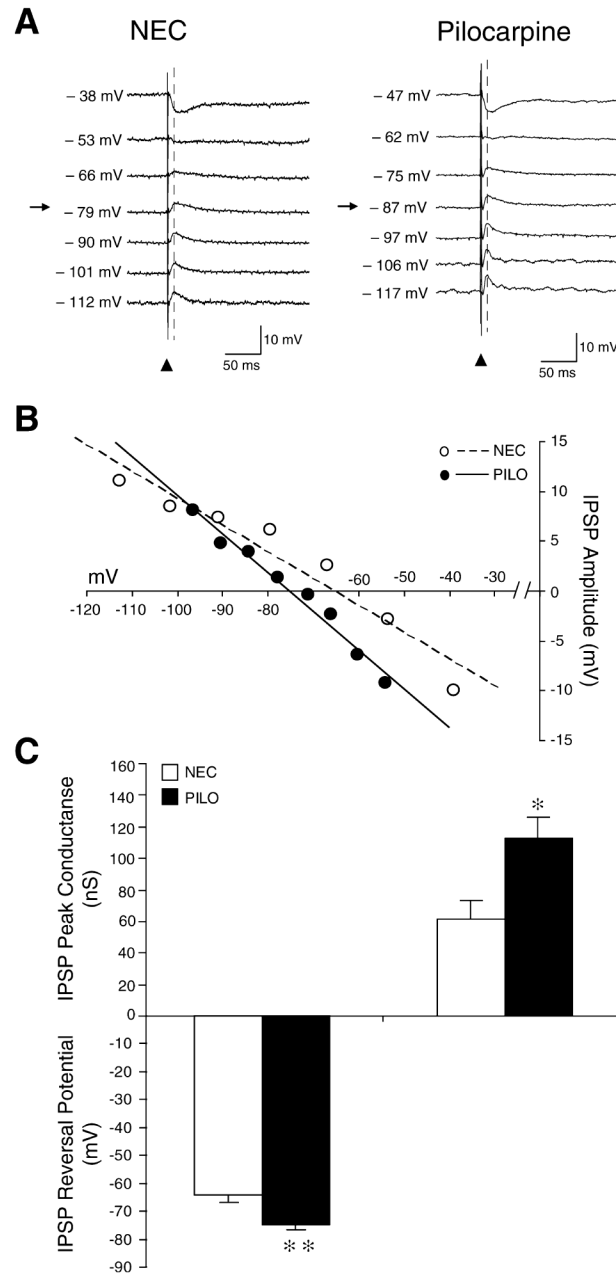 A
NEC
Pilocarpine
– 38 mV
– 53 mV
– 66 mV
– 79 mV
– 90 mV
– 101 mV
– 112 mV
10 mV
50 ms
– 47 mV
– 62 mV
– 75 mV
– 87 mV
– 97 mV
– 106 mV
– 117 mV
10 mV
50 ms
B
NEC
PILO
15
10
5
0
-5
-10
-15
IPSP Amplitude (mV)
mV
-120 -110 -100 -90 -80 -60 -50 -40 -30
C
NEC
PILO
160
140
120
100
80
60
40
20
0
-10
-20
-30
-40
-50
-60
-70
-80
-90
IPSP Peak Conductanse
(nS)
IPSP Reversal Potential
(mV)
*
* *